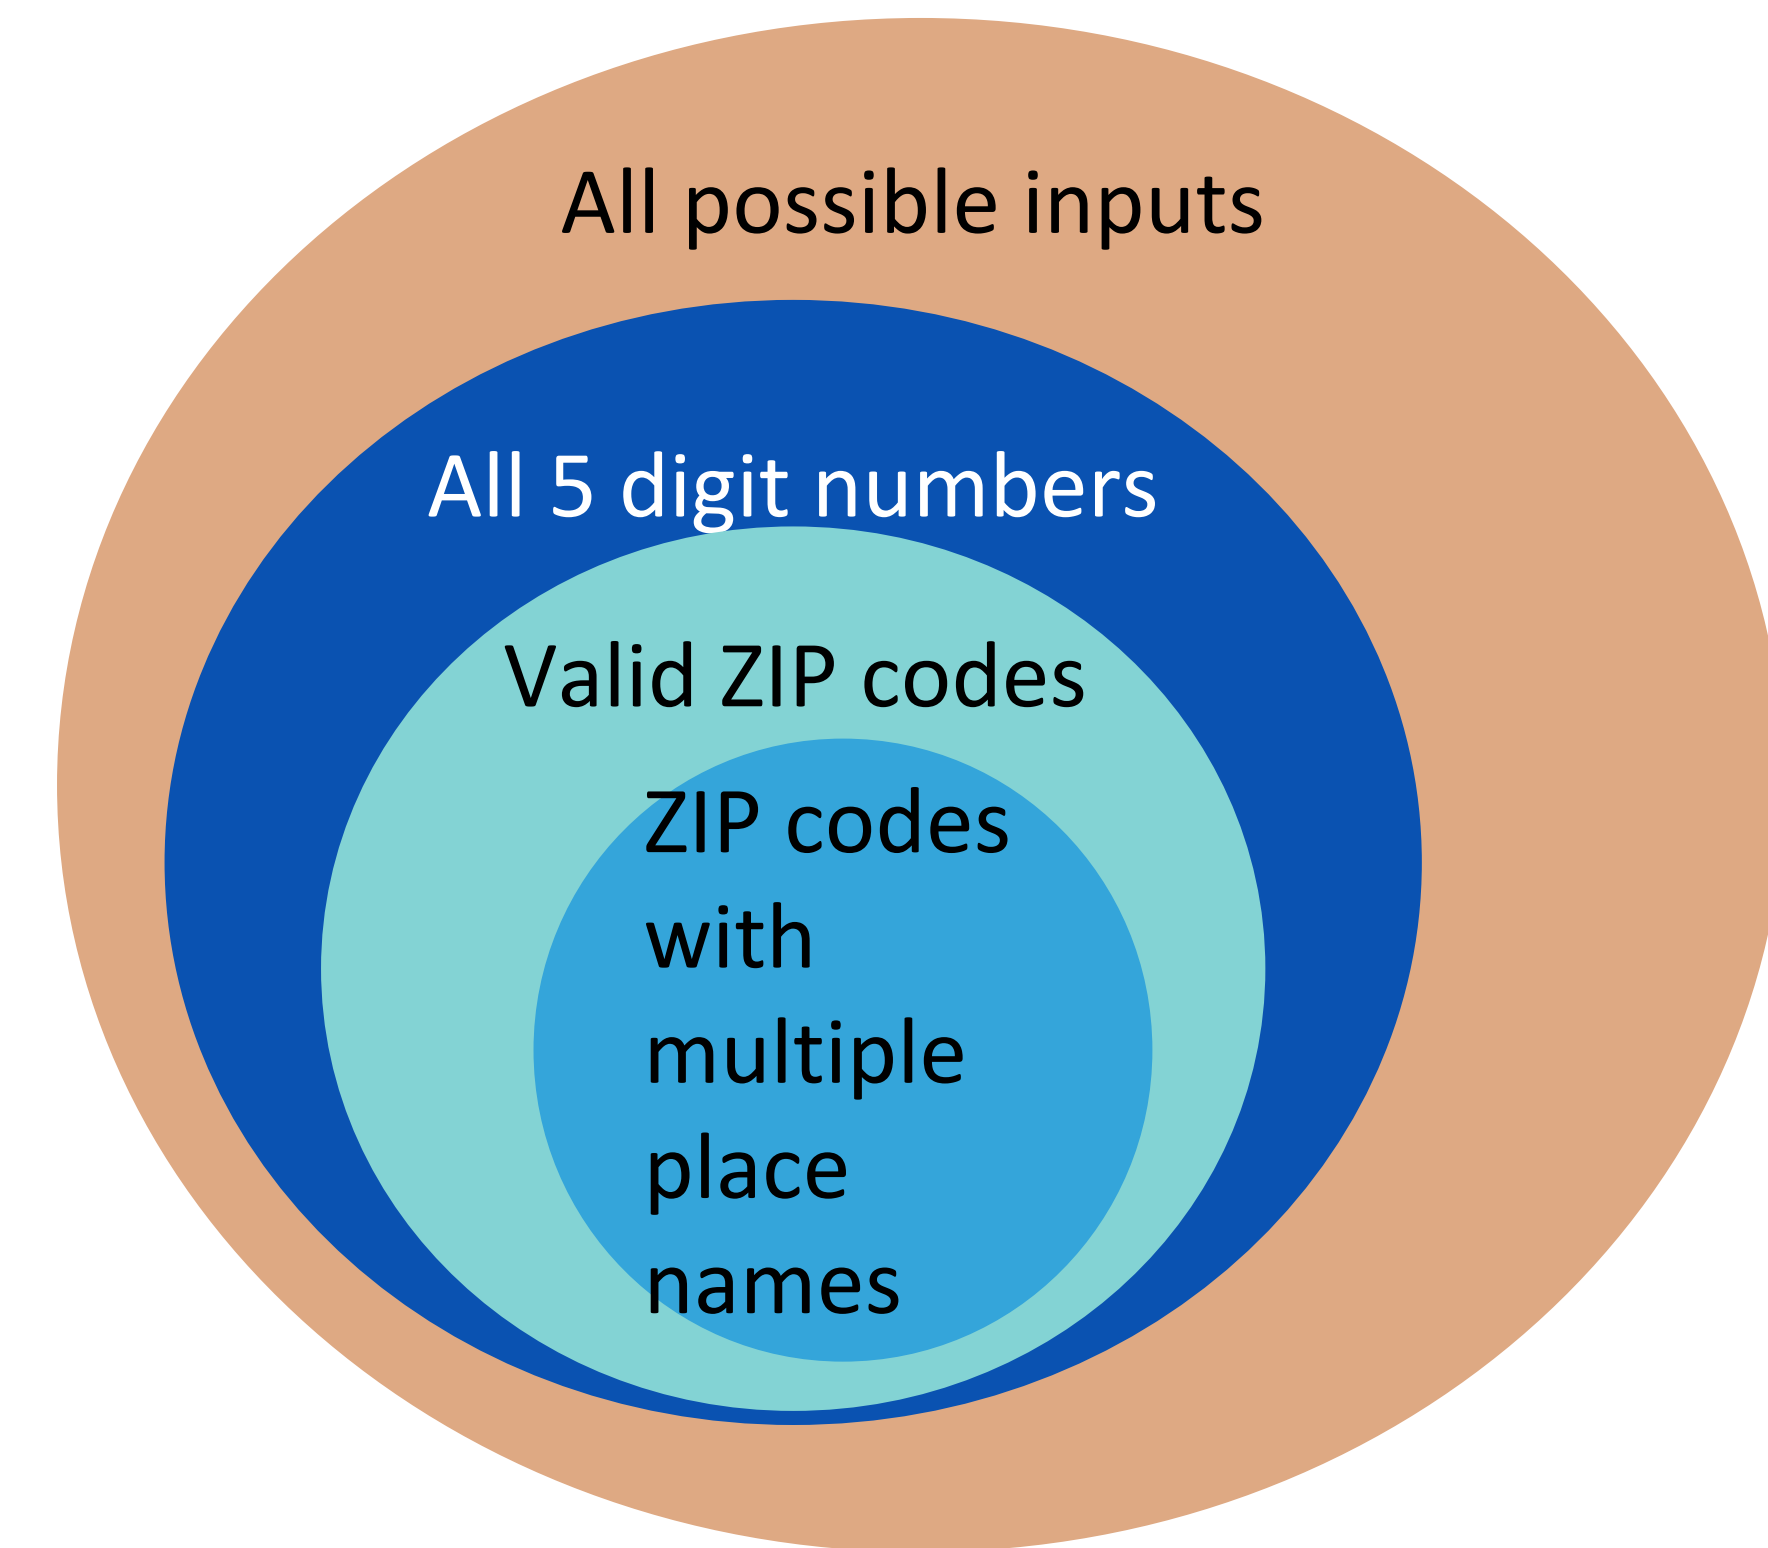 All possible inputs
All 5 digit numbers
Valid ZIP codes
ZIP codes
with
multiple
place
names